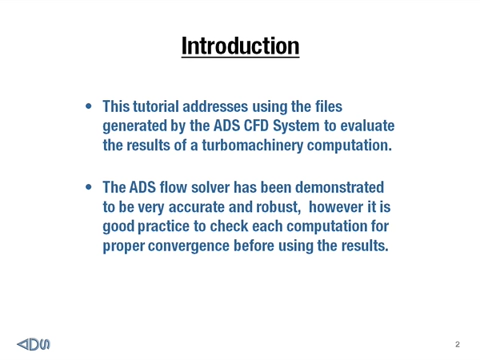 Introduction
• This tutorial addresses using the files
generated by the ADS CFD System to evaluate
the results of a turbomachinery computation.
• The ADS flow solver has been demonstrated
to be very accurate and robust, however it is
good practice to check each computation for
proper convergence before using the results.
ADS
2